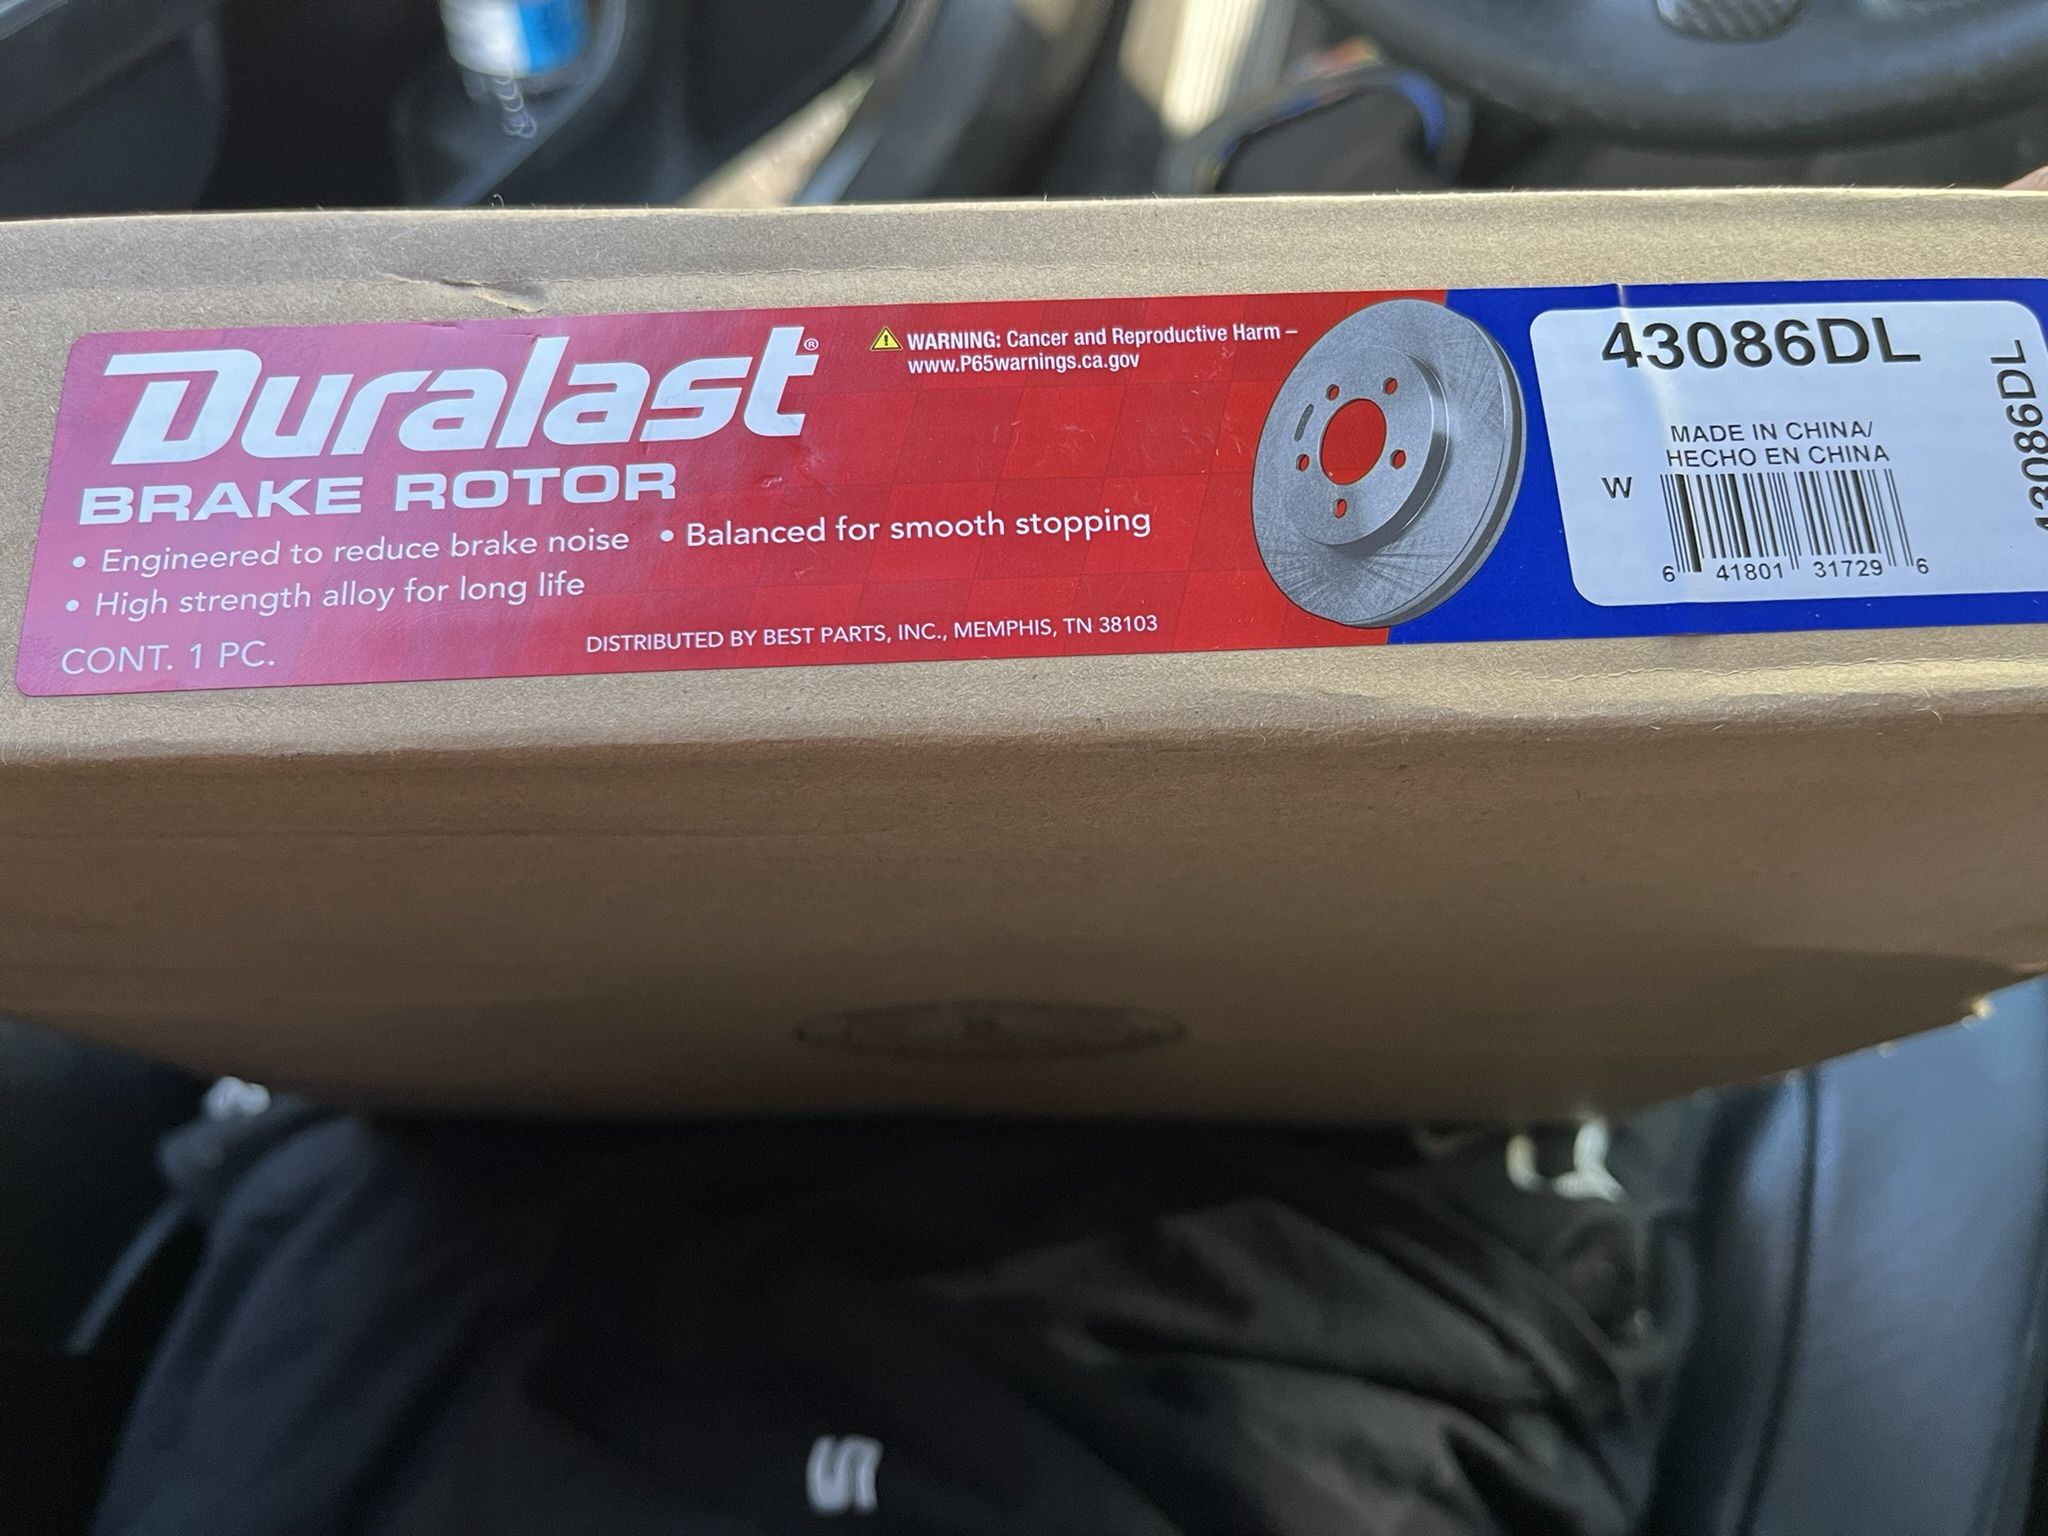 Duralast®
BRAKE ROTOR
• Engineered to reduce brake noise • Balanced for smooth stopping
• High strength alloy for long life
CONT. 1 PC.
DISTRIBUTED BY BEST PARTS, INC., MEMPHIS, TN 38103
WARNING: Cancer and Reproductive Harm –
www.P65warnings.ca.gov
43086DL
MADE IN CHINA/
HECHO EN CHINA
W
6 41801 31729 6
43086DL